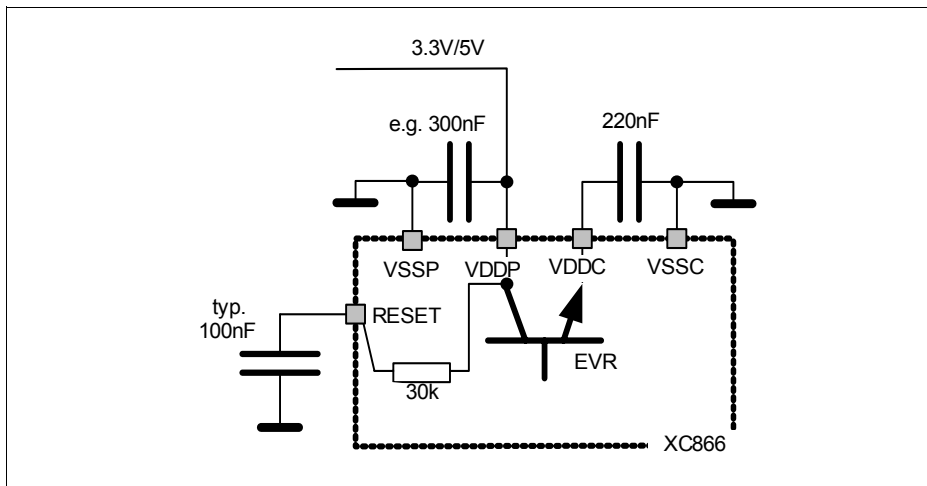 3.3V/5V
e.g. 300nF
220nF
VSSP
VDDP
VDDC
VSSC
typ.
100nF
RESET
EVR
30k
XC866